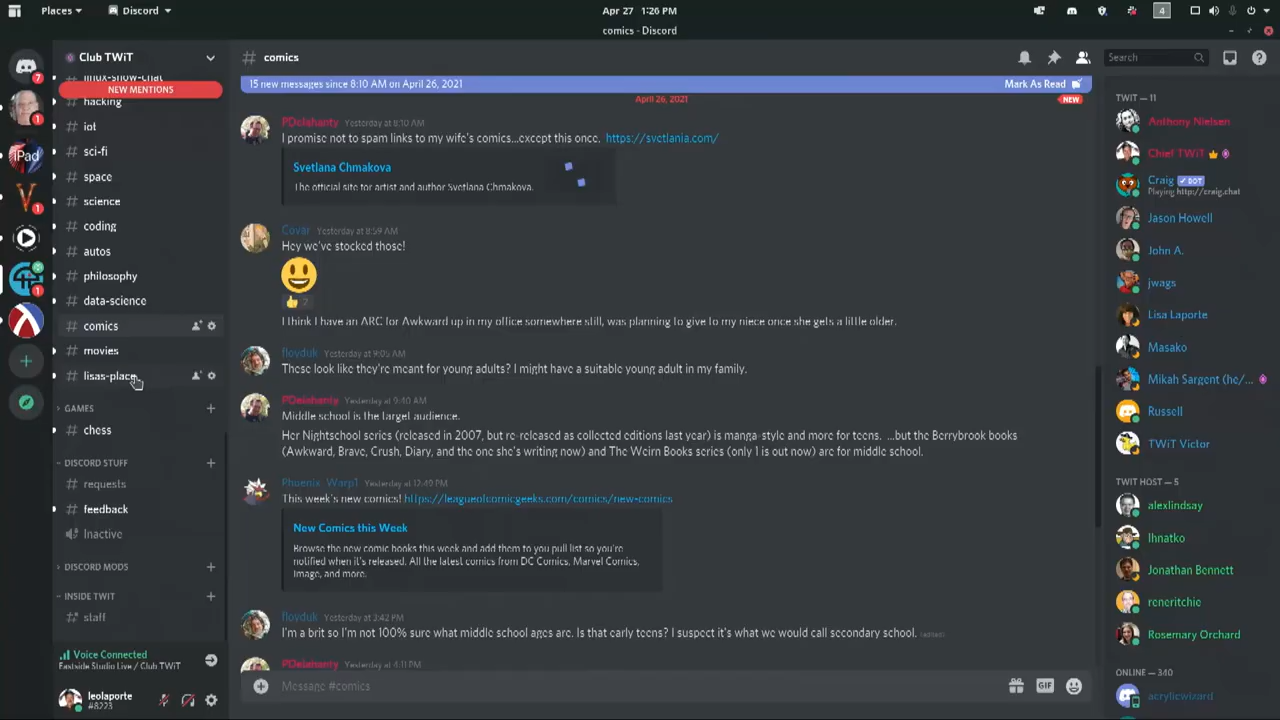 Places
Discord
Apr 27 1:26 PM
4
comics - Discord
Club TWiT
# comics
Search
linux-show-chat
NEW MENTIONS
hacking
iot
sci-fi
space
science
coding
autos
philosophy
data-science
comics
movies
lisas-place
GAMES
chess
DISCORD STUFF
requests
feedback
Inactive
DISCORD MODS
INSIDE TWIT
staff
Voice Connected
Eastside Studio Live / Club TWiT
leolaporte
#8223
7
1
iPad
1
1
15 new messages since 8:10 AM on April 26, 2021
Mark As Read
April 26, 2021
NEW
PDelahanty Yesterday at 8:10 AM
I promise not to spam links to my wife's comics...except this once. https://svetlania.com/
Svetlana Chmakova
The official site for artist and author Svetlana Chmakova.
Covar Yesterday at 8:59 AM
Hey we've stocked those!
2
I think I have an ARC for Awkward up in my office somewhere still, was planning to give to my niece once she gets a little older.
floyduk Yesterday at 9:05 AM
These look like they're meant for young adults? I might have a suitable young adult in my family.
PDelahanty Yesterday at 9:40 AM
Middle school is the target audience.
Her Nightschool series (released in 2007, but re-released as collected editions last year) is manga-style and more for teens. ...but the Berrybrook books
(Awkward, Brave, Crush, Diary, and the one she's writing now) and The Weirn Books series (only 1 is out now) are for middle school.
Phoenix_Warp1 Yesterday at 12:49 PM
This week's new comics! https://leagueofcomicgeeks.com/comics/new-comics
New Comics this Week
Browse the new comic books this week and add them to you pull list so you're
notified when it's released. All the latest comics from DC Comics, Marvel Comics,
Image, and more.
floyduk Yesterday at 3:42 PM
I'm a brit so I'm not 100% sure what middle school ages are. Is that early teens? I suspect it's what we would call secondary school. (edited)
PDelahanty Yesterday at 4:11 PM
Message #comics
GIF
TWIT — 11
Anthony Nielsen
Chief TWiT
Craig BOT
Playing http://craig.chat
Jason Howell
John A.
jwags
Lisa Laporte
Masako
Mikah Sargent (he/...
Russell
TWiT Victor
TWIT HOST — 5
alexlindsay
Ihnatko
Jonathan Bennett
reneritchie
Rosemary Orchard
ONLINE — 340
acrylicwizard